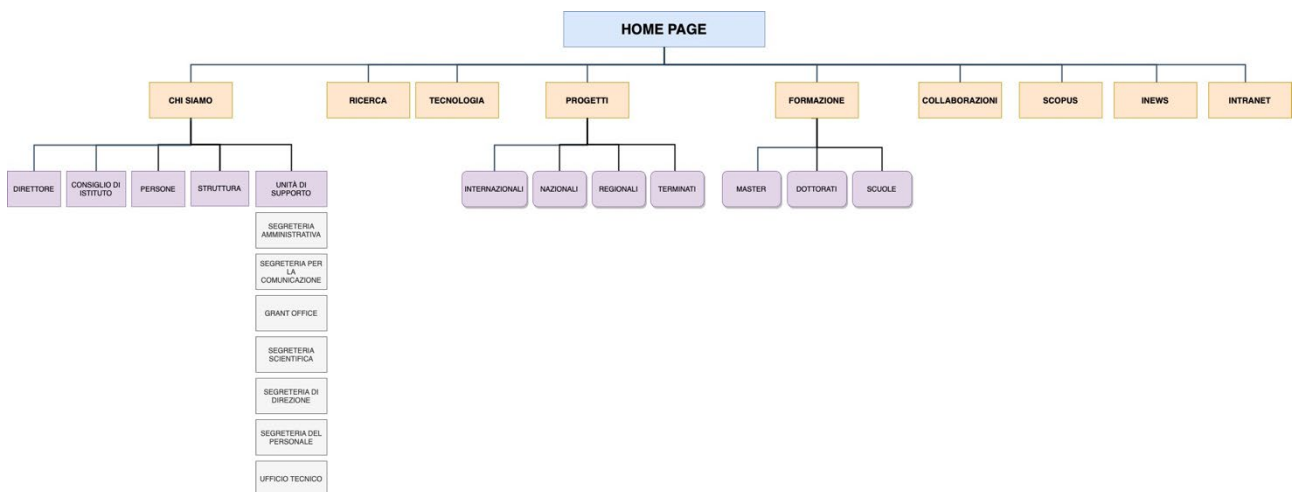 HOME PAGE
CHI SIAMO
RICERCA
TECNOLOGIA
PROGETTI
FORMAZIONE
COLLABORAZIONI
SCOPUS
INEWS
INTRANET
DIRETTORE
CONSIGLIO DI
ISTITUTO
PERSONE
STRUTTURA
UNITÀ DI
SUPPORTO
INTERNAZIONALI
NAZIONALI
REGIONALI
TERMINATI
MASTER
DOTTORATI
SCUOLE
SEGRETERIA
AMMINISTRATIVA
SEGRETERIA PER
LA
COMUNICAZIONE
GRANT OFFICE
SEGRETERIA
SCIENTIFICA
SEGRETERIA DI
DIREZIONE
SEGRETERIA DEL
PERSONALE
UFFICIO TECNICO